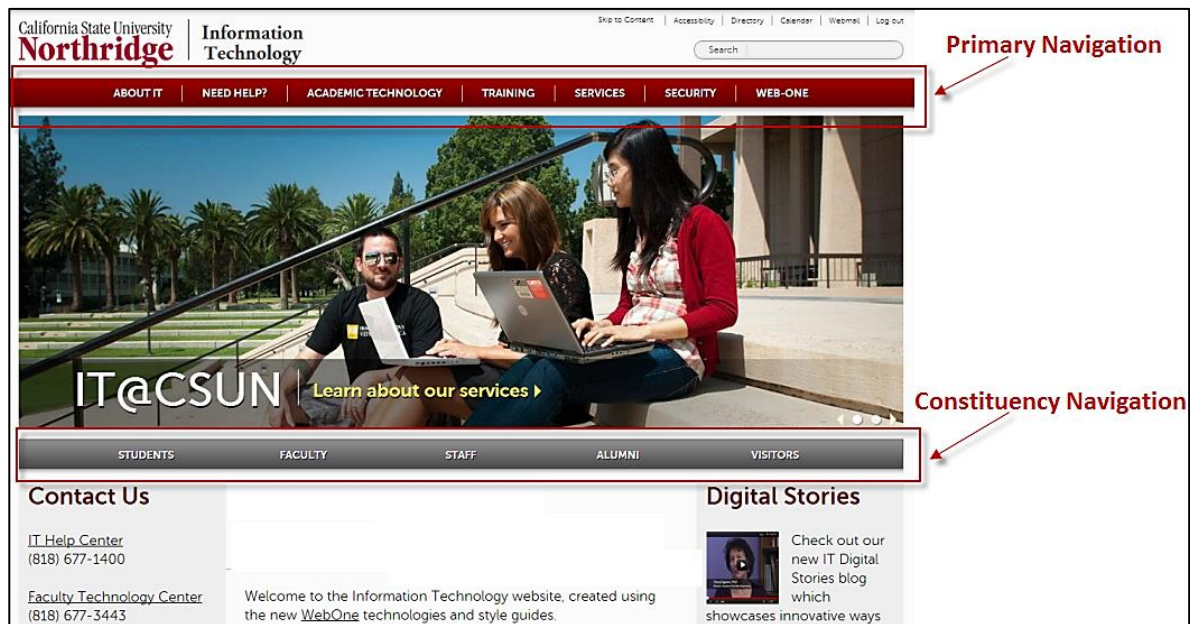 California State University
Northridge
Information
Technology
Skip to Content | Accessibility | Directory | Calendar | Webmail | Log out
Search
Primary Navigation
ABOUT IT | NEED HELP? | ACADEMIC TECHNOLOGY | TRAINING | SERVICES | SECURITY | WEB-ONE
IT@CSUN | Learn about our services
Constituency Navigation
STUDENTS FACULTY STAFF ALUMNI VISITORS
Contact Us
IT Help Center
(818) 677-1400
Faculty Technology Center
(818) 677-3443
Welcome to the Information Technology website, created using
the new WebOne technologies and style guides.
Digital Stories
Check out our
new IT Digital
Stories blog
which
showcases innovative ways